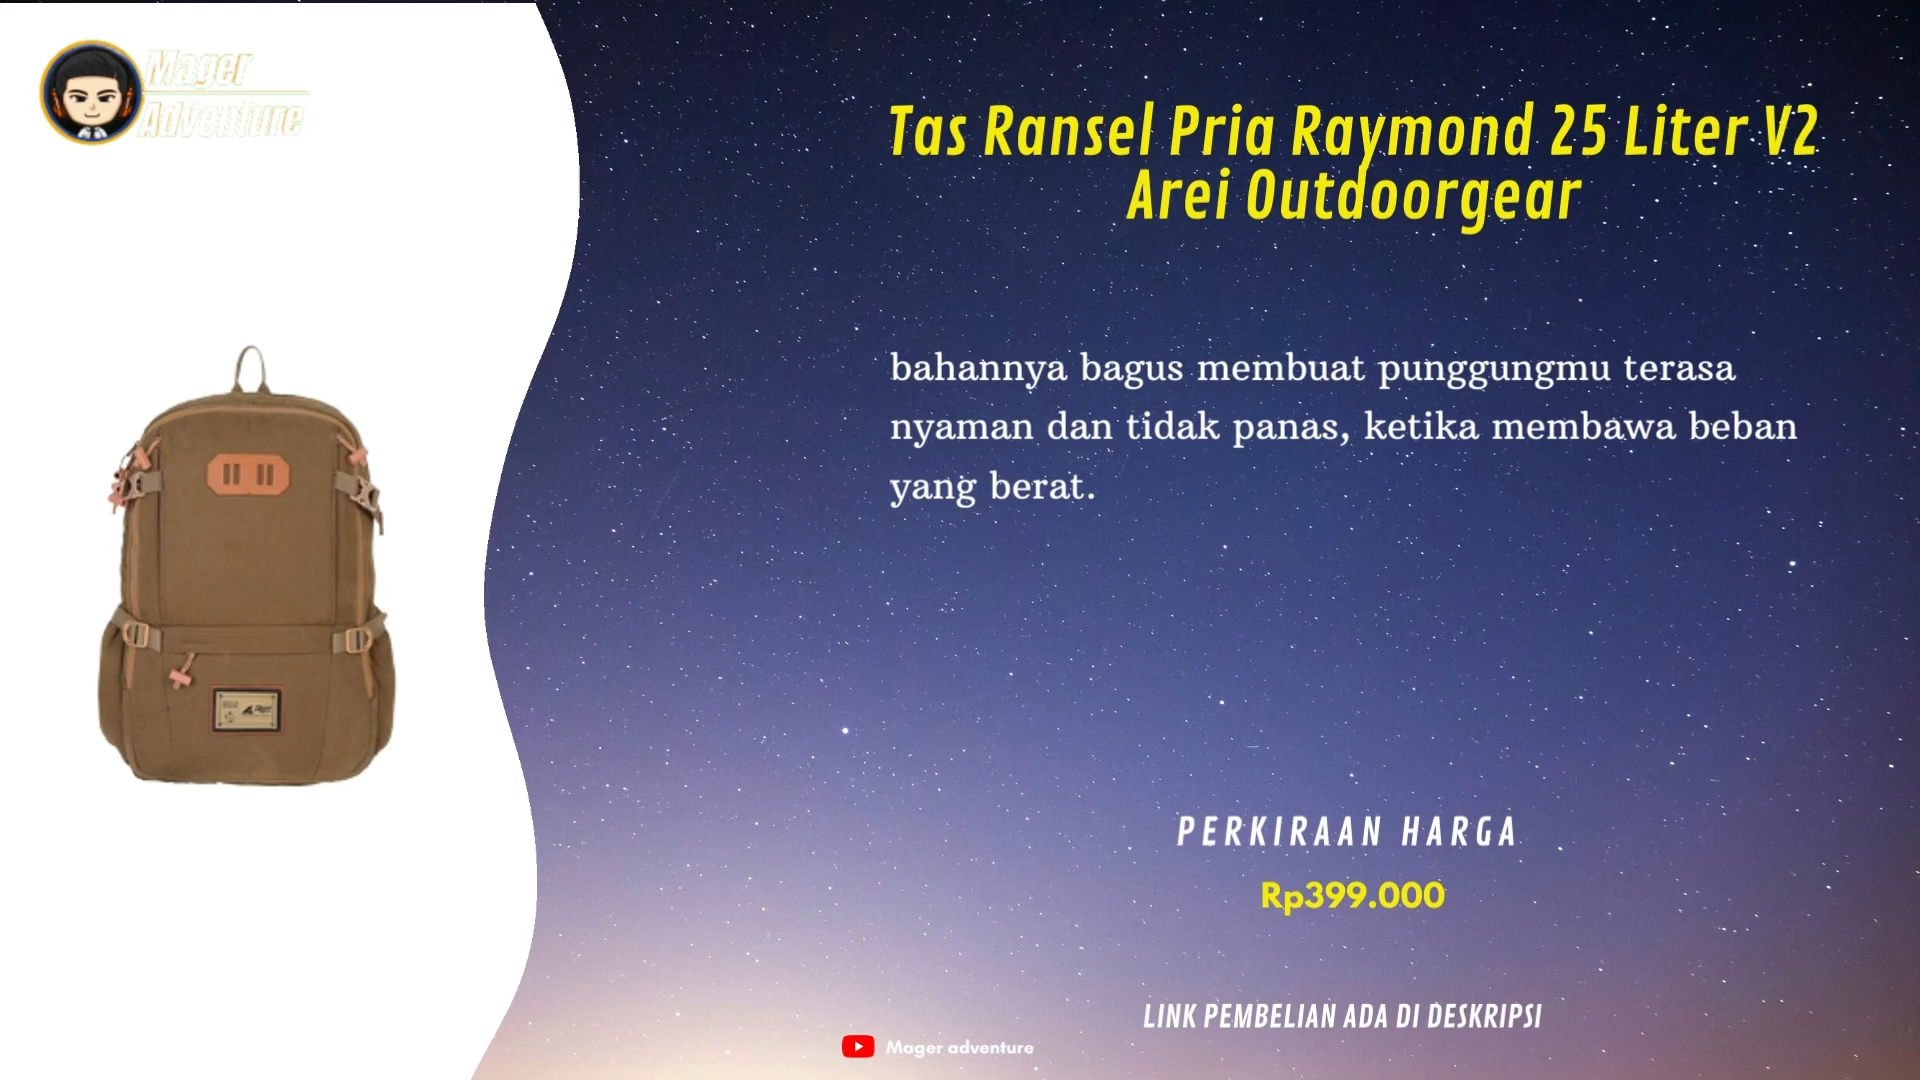 Mager
Adventure
Tas Ransel Pria Raymond 25 Liter V2
Arei Outdoorgear
bahannya bagus membuat punggungmu terasa
nyaman dan tidak panas, ketika membawa beban
yang berat.
PERKIRAAN HARGA
Rp399.000
LINK PEMBELIAN ADA DI DESKRIPSI
Mager adventure